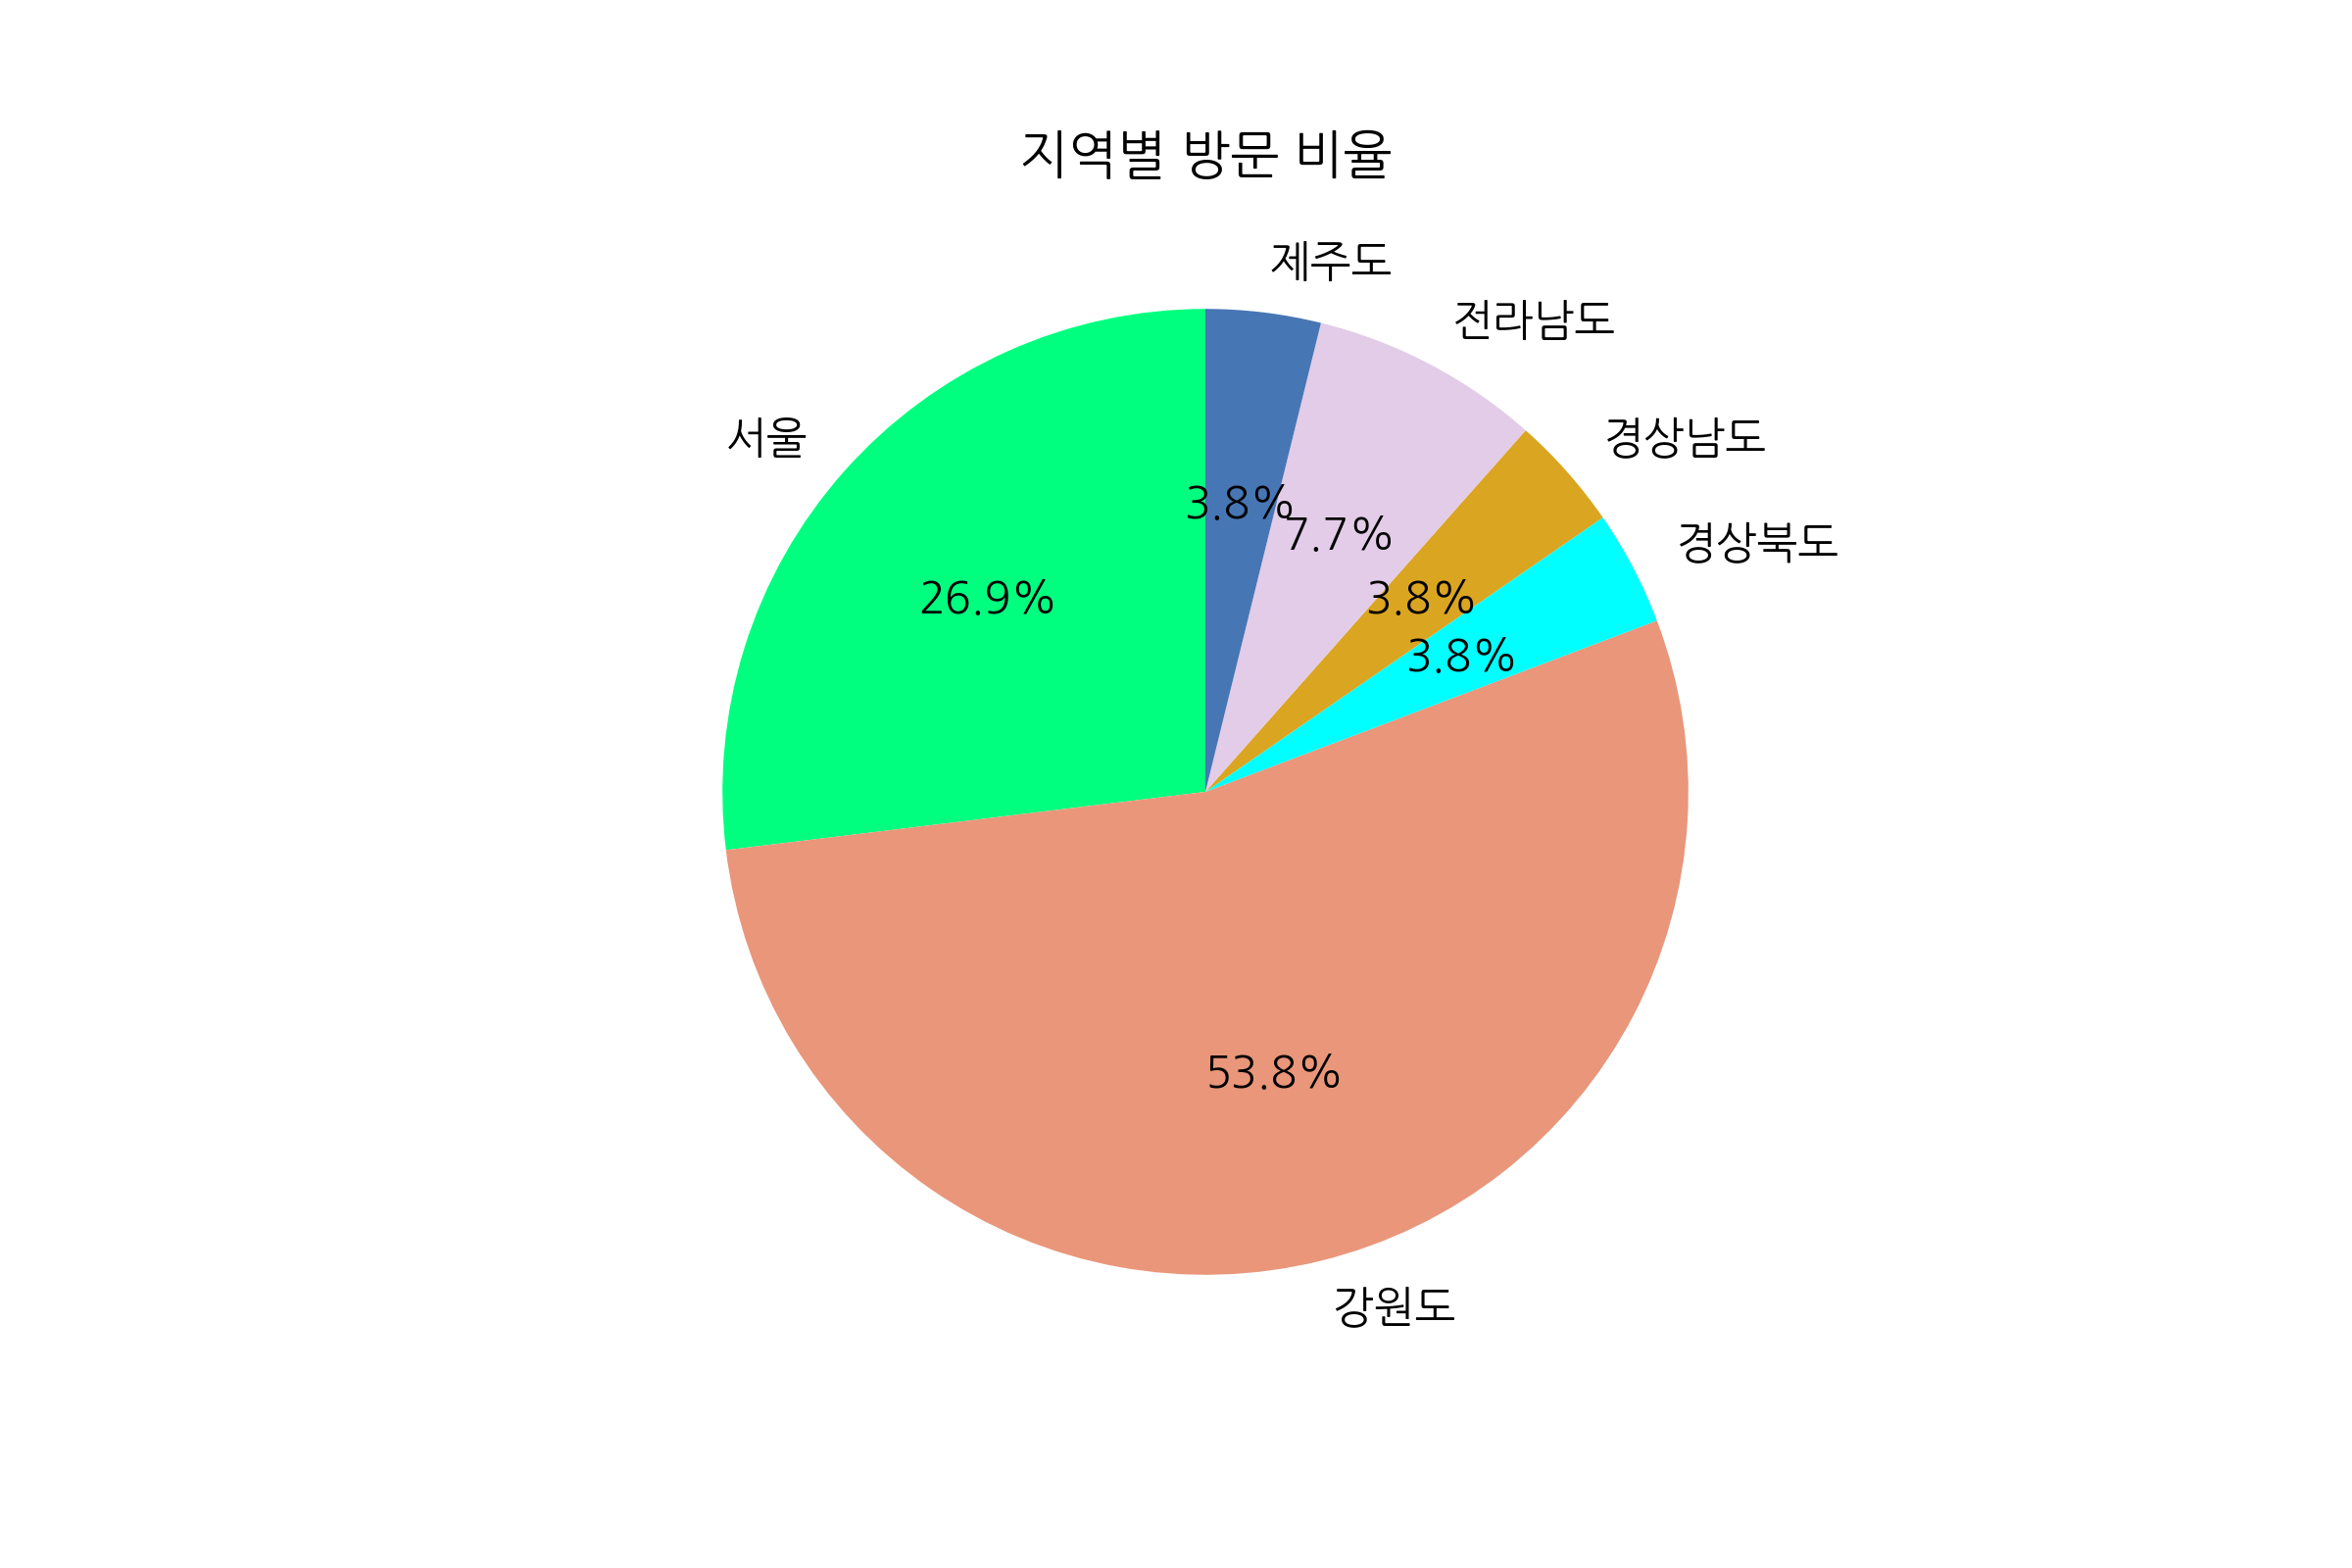 지역별 방문 비율
제주도
전라남도
경상남도
서울
경상북도
3.8%
7.7%
3.8%
26.9%
3.8%
53.8%
강원도